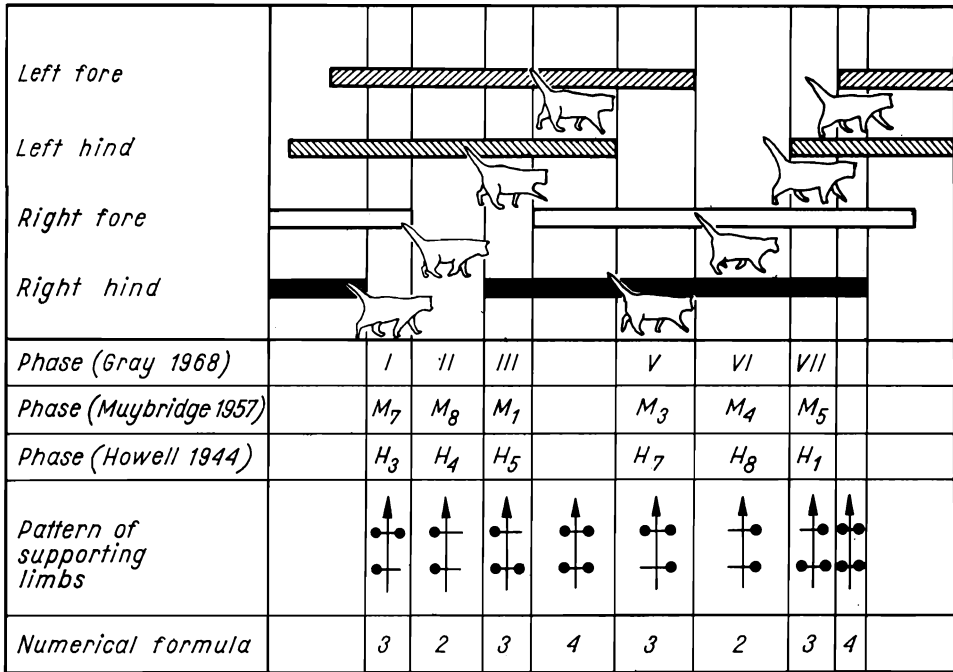 Left fore
Left hind
Right fore
Right hind
Phase (Gray 1968) I II III V VI VII
Phase (Muybridge 1957) M7 M8 M1 M3 M4 M5
Phase (Howell 1944) H3 H4 H5 H7 H8 H1
Pattern of
supporting
limbs
Numerical formula 3 2 3 4 3 2 3 4